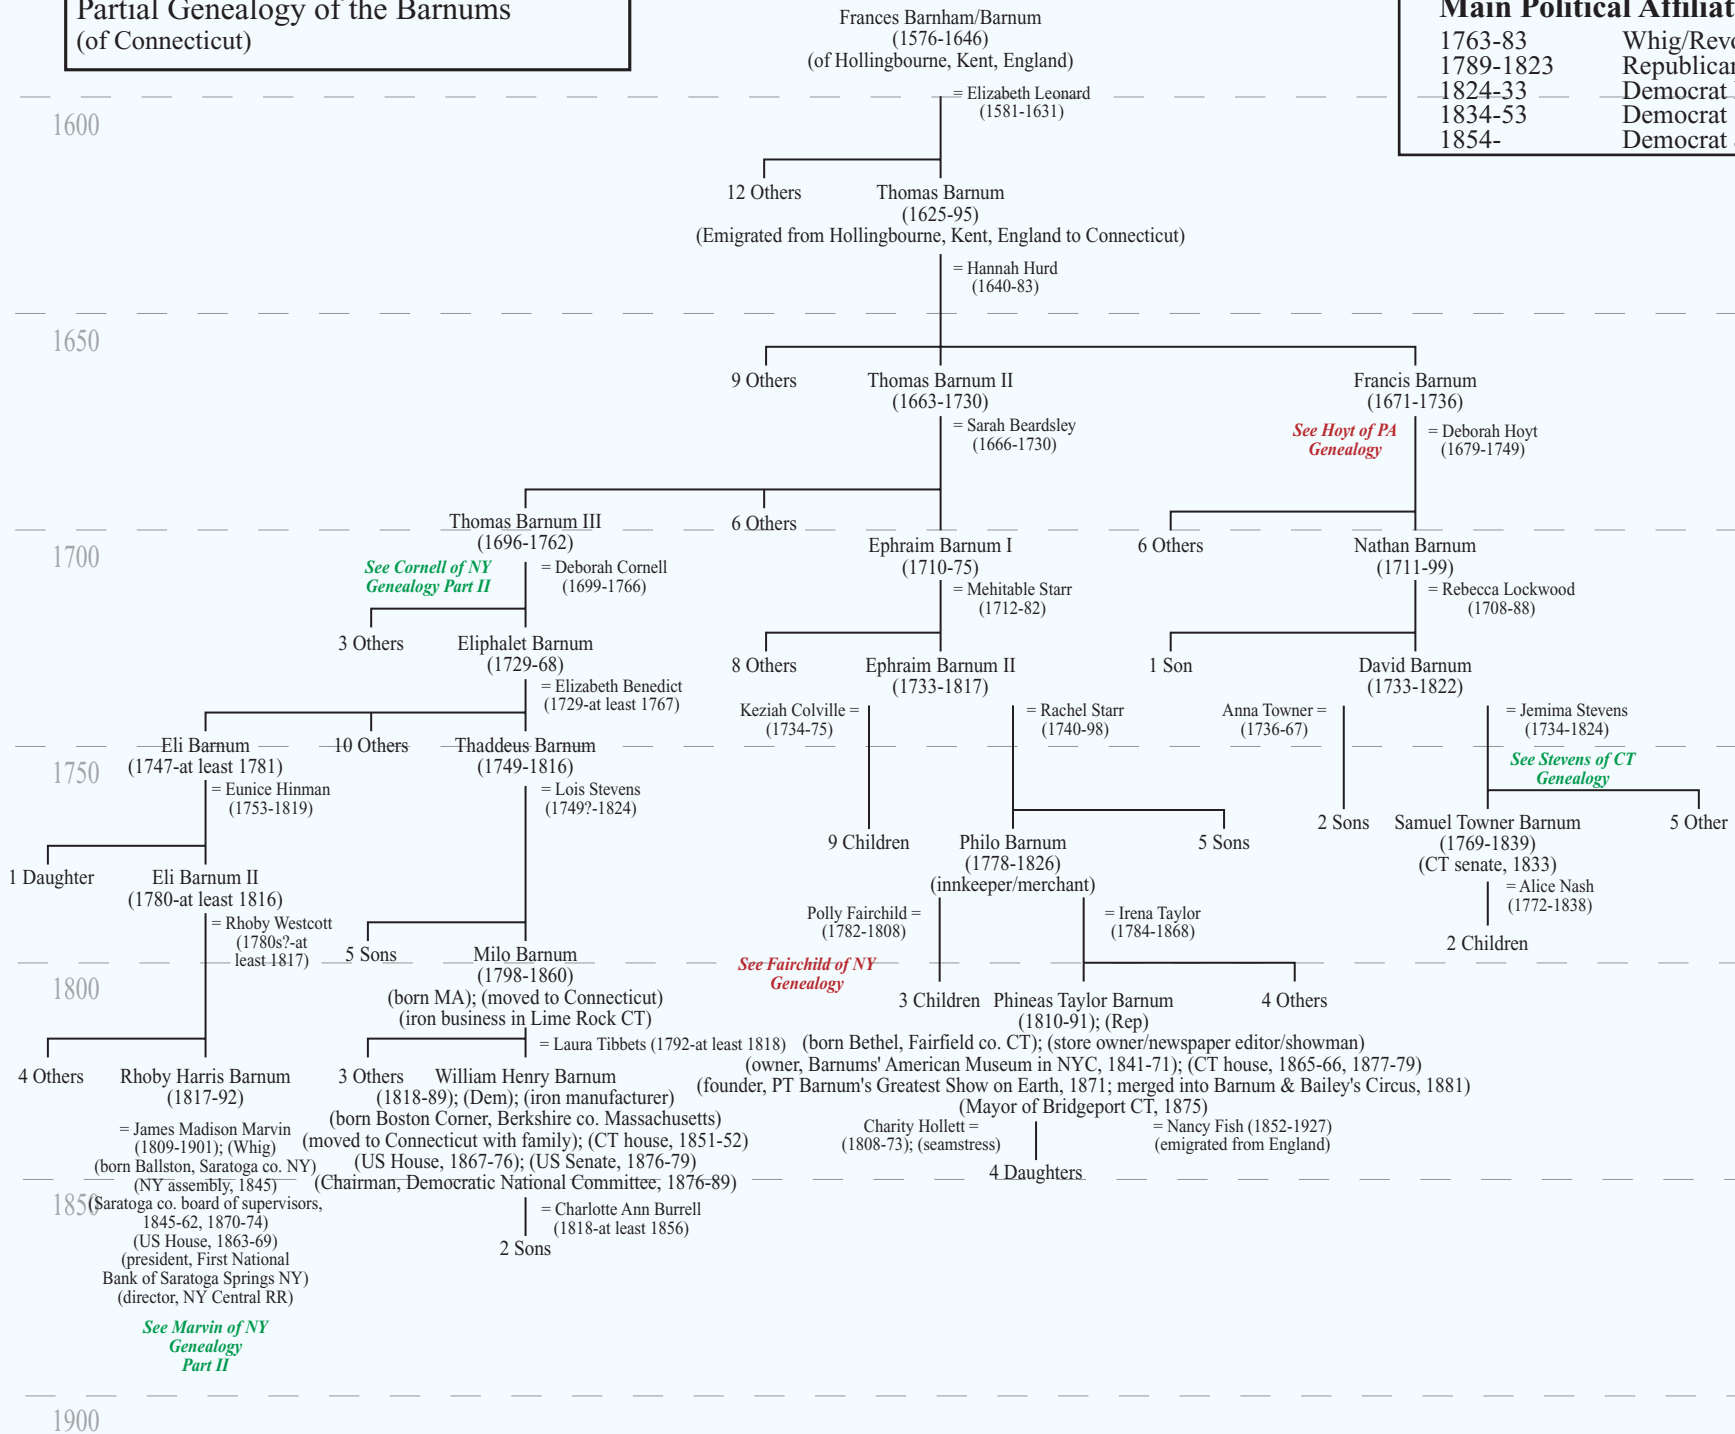 Partial Genealogy of the Barnums
(of Connecticut)
Frances Barnham/Barnum
(1576-1646)
(of Hollingbourne, Kent, England)
Main Political
1763-83
1789-1823
1824-33 Democrat
1834-53 Democrat
1854- Democrat
= Elizabeth Leonard
(1581-1631)
1600
12 Others
Thomas Barnum
(1625-95)
(Emigrated from Hollingbourne, Kent, England to Connecticut)
= Hannah Hurd
(1640-83)
1650
9 Others
Thomas Barnum II
(1663-1730)
Francis Barnum
(1671-1736)
= Sarah Beardsley
(1666-1730)
See Hoyt of PA
Genealogy
= Deborah Hoyt
(1679-1749)
Thomas Barnum III
(1696-1762)
6 Others
1700
Ephraim Barnum I
(1710-75)
6 Others
Nathan Barnum
(1711-99)
See Cornell of NY
Genealogy Part II
= Deborah Cornell
(1699-1766)
= Mehitable Starr
(1712-82)
= Rebecca Lockwood
(1708-88)
3 Others
Eliphalet Barnum
(1729-68)
8 Others
Ephraim Barnum II
(1733-1817)
1 Son
David Barnum
(1733-1822)
= Elizabeth Benedict
(1729-at least 1767)
Keziah Colville =
(1734-75)
= Rachel Starr
(1740-98)
Anna Towner =
(1736-67)
= Jemima Stevens
(1734-1824)
See Stevens of CT
Genealogy
Eli Barnum
(1747-at least 1781)
10 Others
Thaddeus Barnum
(1749-1816)
1750
= Eunice Hinman
(1753-1819)
= Lois Stevens
(1749?-1824)
9 Children
Philo Barnum
(1778-1826)
(innkeeper/merchant)
5 Sons
2 Sons
Samuel Towner Barnum
(1769-1839)
(CT senate, 1833)
5 Other
1 Daughter
Eli Barnum II
(1780-at least 1816)
= Alice Nash
(1772-1838)
= Rhoby Westcott
(1780s?-at
least 1817)
Polly Fairchild =
(1782-1808)
= Irena Taylor
(1784-1868)
2 Children
5 Sons
Milo Barnum
(1798-1860)
(born MA); (moved to Connecticut)
(iron business in Lime Rock CT)
See Fairchild of NY
Genealogy
1800
3 Children
Phineas Taylor Barnum
(1810-91); (Rep)
(born Bethel, Fairfield co. CT); (store owner/newspaper editor/showman)
(owner, Barnums' American Museum in NYC, 1841-71); (CT house, 1865-66, 1877-79)
(founder, PT Barnum's Greatest Show on Earth, 1871; merged into Barnum & Bailey's Circus, 1881)
(Mayor of Bridgeport CT, 1875)
4 Others
= Laura Tibbets (1792-at least 1818)
4 Others
Rhoby Harris Barnum
(1817-92)
3 Others
William Henry Barnum
(1818-89); (Dem); (iron manufacturer)
(born Boston Corner, Berkshire co. Massachusetts)
(moved to Connecticut with family); (CT house, 1851-52)
(US House, 1867-76); (US Senate, 1876-79)
(Chairman, Democratic National Committee, 1876-89)
Charity Hollett =
(1808-73); (seamstress)
= Nancy Fish (1852-1927)
(emigrated from England)
4 Daughters
= James Madison Marvin
(1809-1901); (Whig)
(born Ballston, Saratoga co. NY)
(NY assembly, 1845)
(Saratoga co. board of supervisors,
1845-62, 1870-74)
(US House, 1863-69)
(president, First National
Bank of Saratoga Springs NY)
(director, NY Central RR)
1850
= Charlotte Ann Burrell
(1818-at least 1856)
2 Sons
See Marvin of NY
Genealogy
Part II
1900